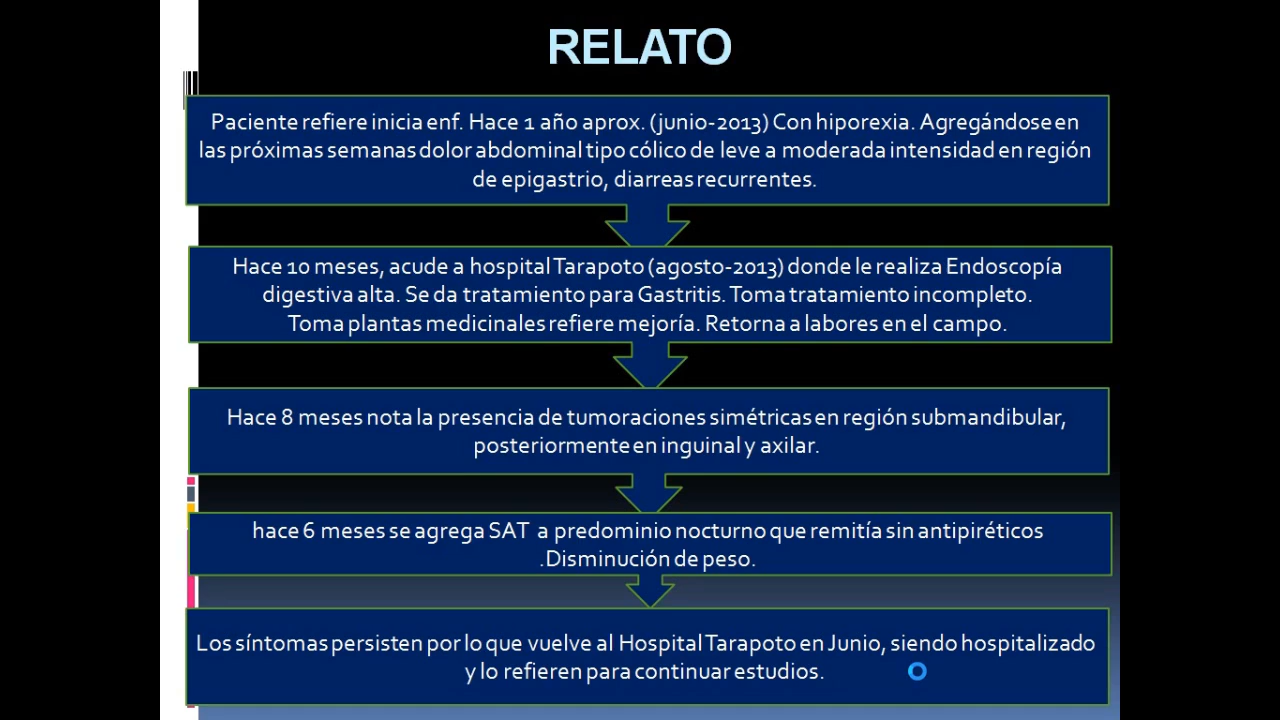 RELATO
Paciente refiere inicia enf. Hace 1 año aprox. (junio-2013) Con hiporexia. Agregándose en
las próximas semanas dolor abdominal tipo cólico de leve a moderada intensidad en región
de epigastrio, diarreas recurrentes.
Hace 10 meses, acude a hospital Tarapoto (agosto-2013) donde le realiza Endoscopía
digestiva alta. Se da tratamiento para Gastritis. Toma tratamiento incompleto.
Toma plantas medicinales refiere mejoría. Retorna a labores en el campo.
Hace 8 meses nota la presencia de tumoraciones simétricas en región submandibular,
posteriormente en inguinal y axilar.
hace 6 meses se agrega SAT a predominio nocturno que remitía sin antipiréticos
.Disminución de peso.
Los síntomas persisten por lo que vuelve al Hospital Tarapoto en Junio, siendo hospitalizado
y lo refieren para continuar estudios.